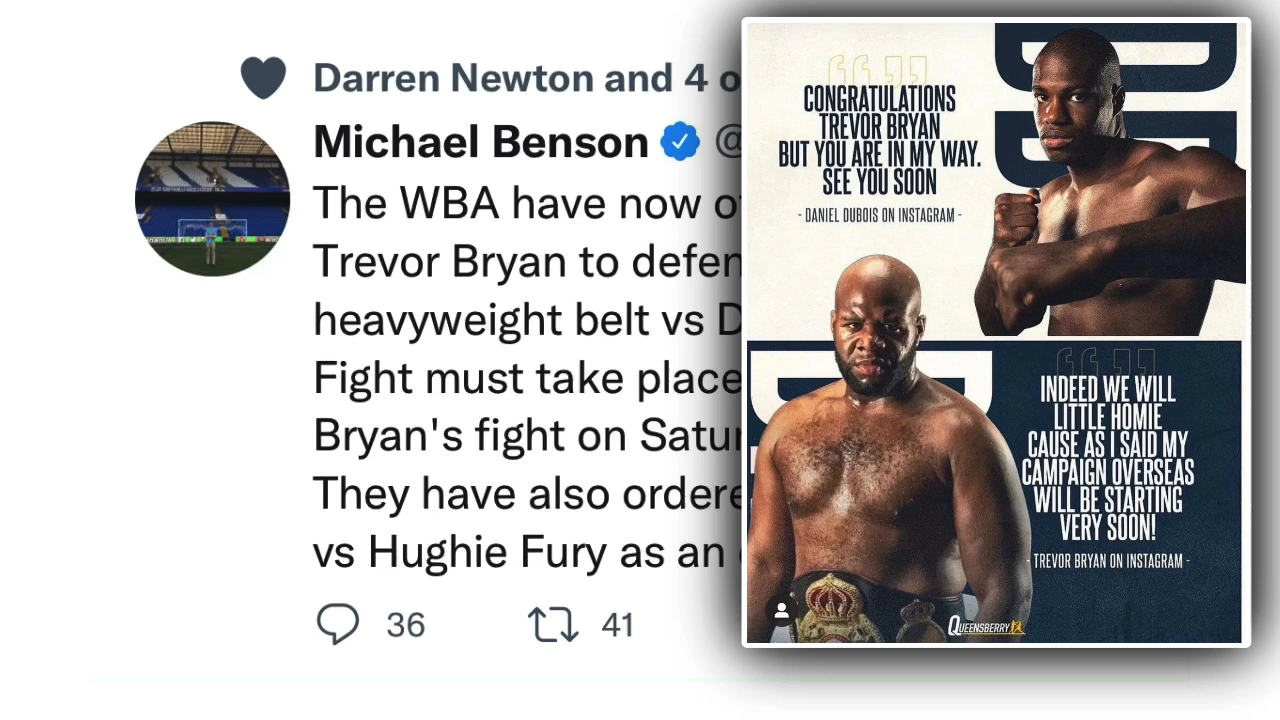 Darren Newton and 4
Michael Benson
The WBA have now
Trevor Bryan to
heavyweight belt vs
Fight must take place
Bryan's fight on
They have also
vs Hughie Fury as an
36
41
CONGRATULATIONS
TREVOR BRYAN
BUT YOU ARE IN MY WAY.
SEE YOU SOON
- DANIEL DUBOIS ON INSTAGRAM -
INDEED WE WILL
LITTLE HOMIE
CAUSE AS I SAID MY
CAMPAIGN OVERSEAS
WILL BE STARTING
VERY SOON!
- TREVOR BRYAN ON INSTAGRAM -
QUEENSBERRY